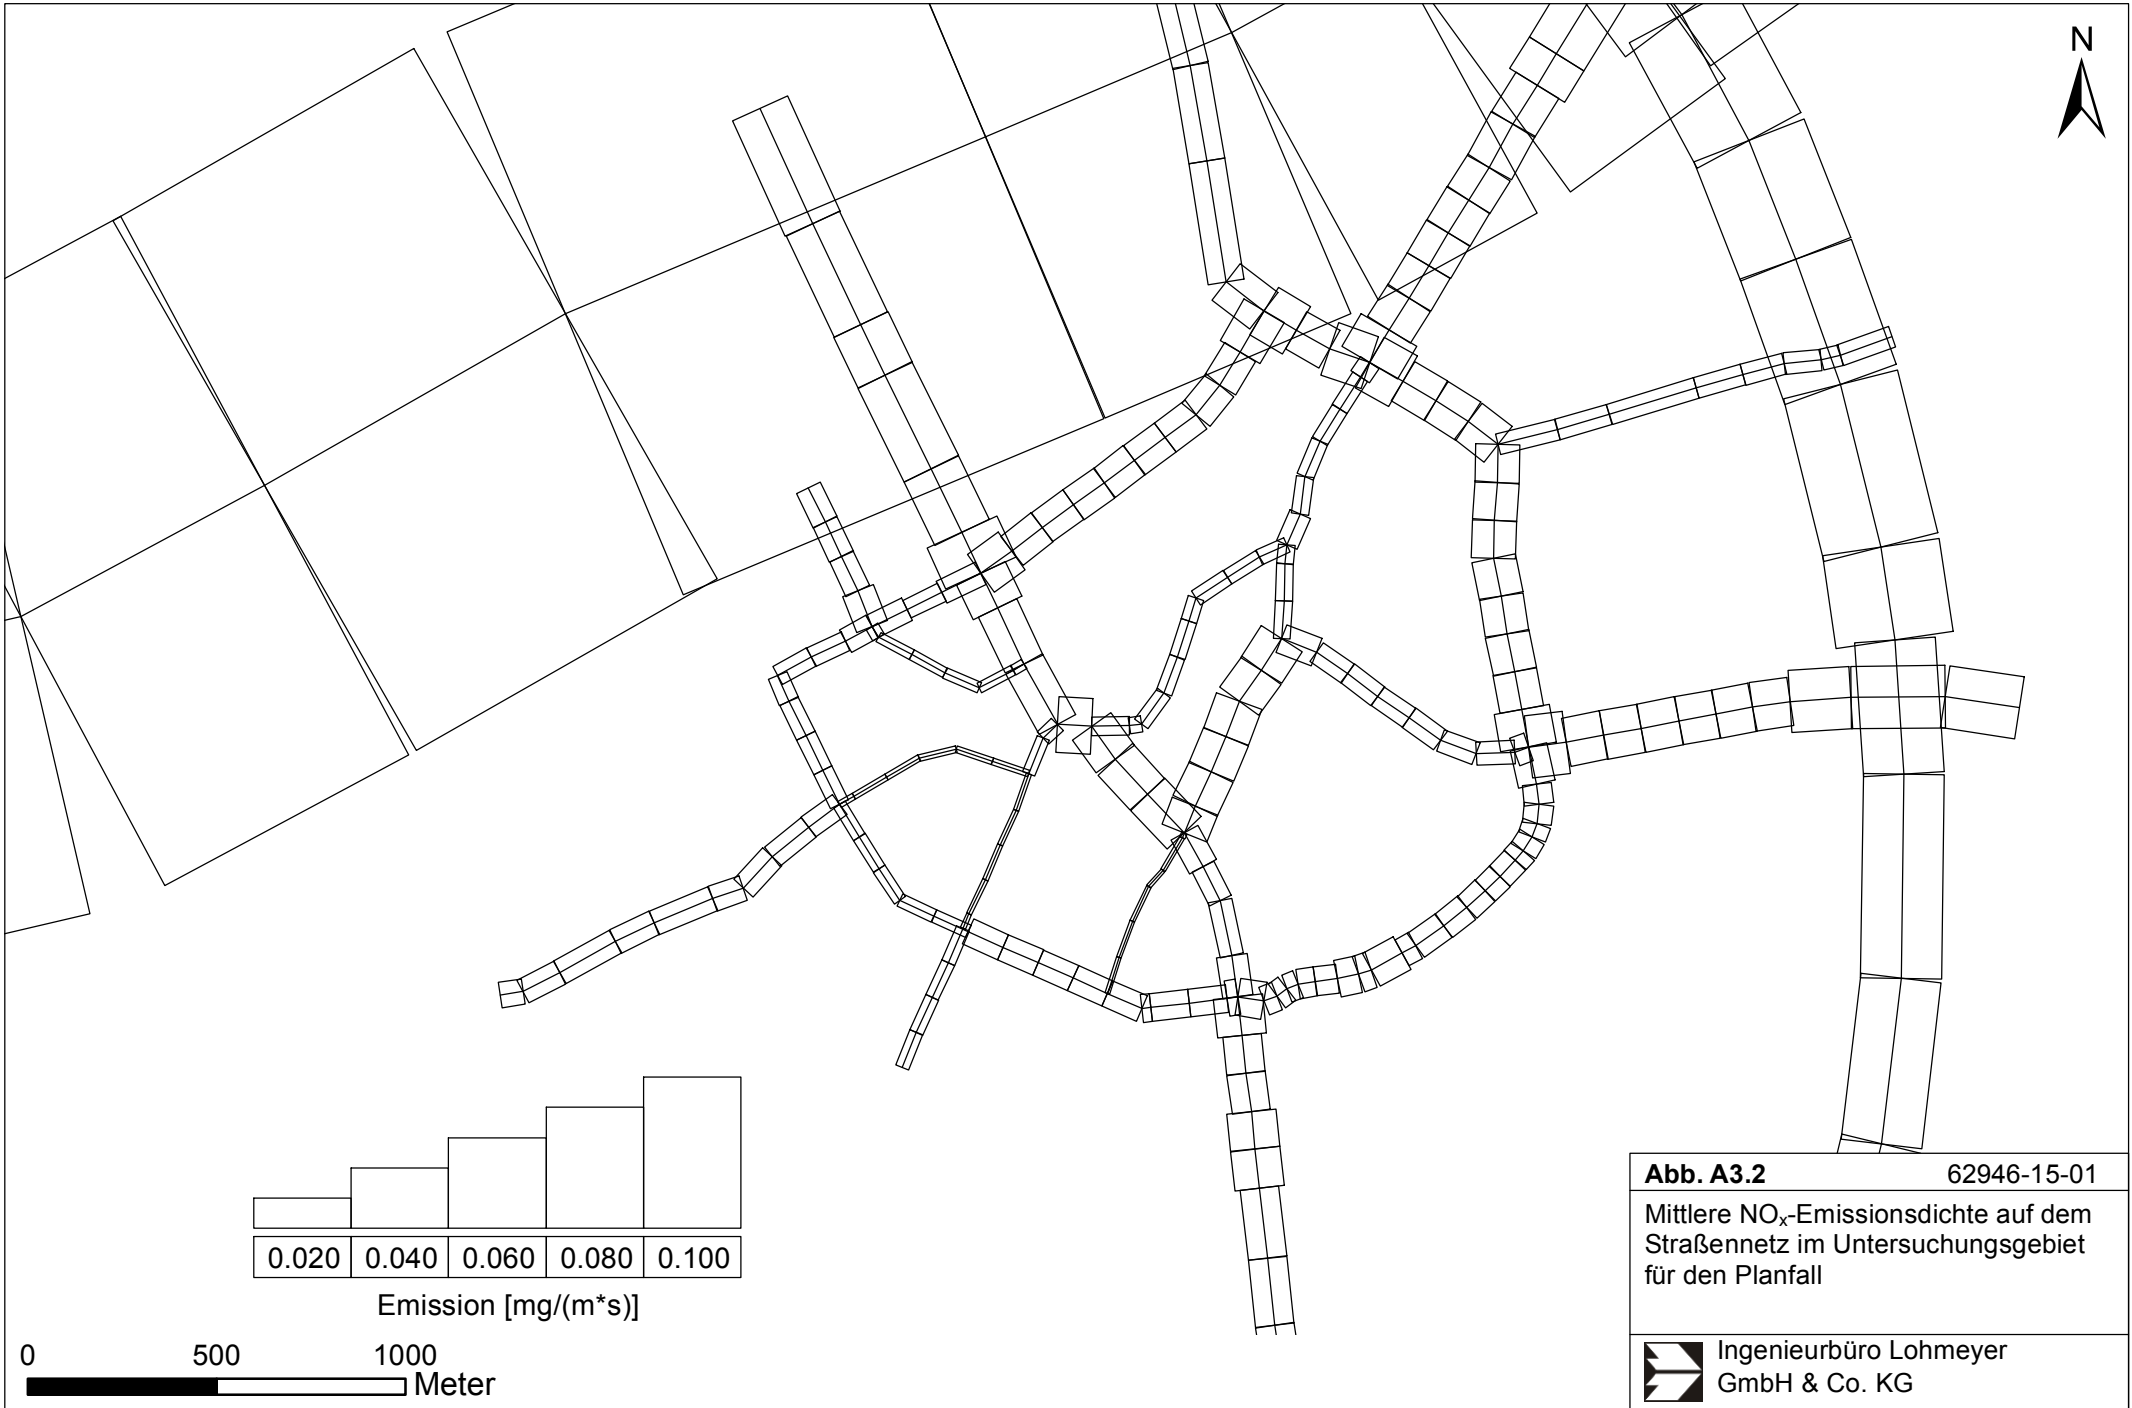 N
0.020 0.040 0.060 0.080 0.100
Emission [mg/(m*s)]
0 500 1000
Meter
Abb. A3.2 62946-15-01
Mittlere NOₓ-Emissionsdichte auf dem
Straßennetz im Untersuchungsgebiet
für den Planfall
Ingenieurbüro Lohmeyer
GmbH & Co. KG